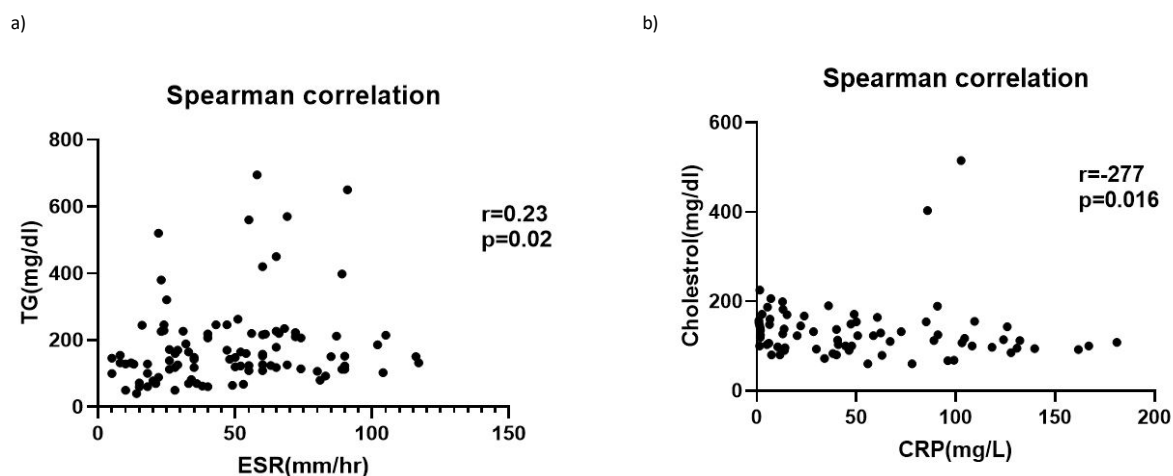 a)
Spearman correlation
800
600
400
200
0
TG(mg/dl)
r=0.23
p=0.02
0 50 100 150
ESR(mm/hr)
b)
Spearman correlation
600
400
200
0
Cholestrol(mg/dl)
r=-277
p=0.016
0 50 100 150 200
CRP(mg/L)